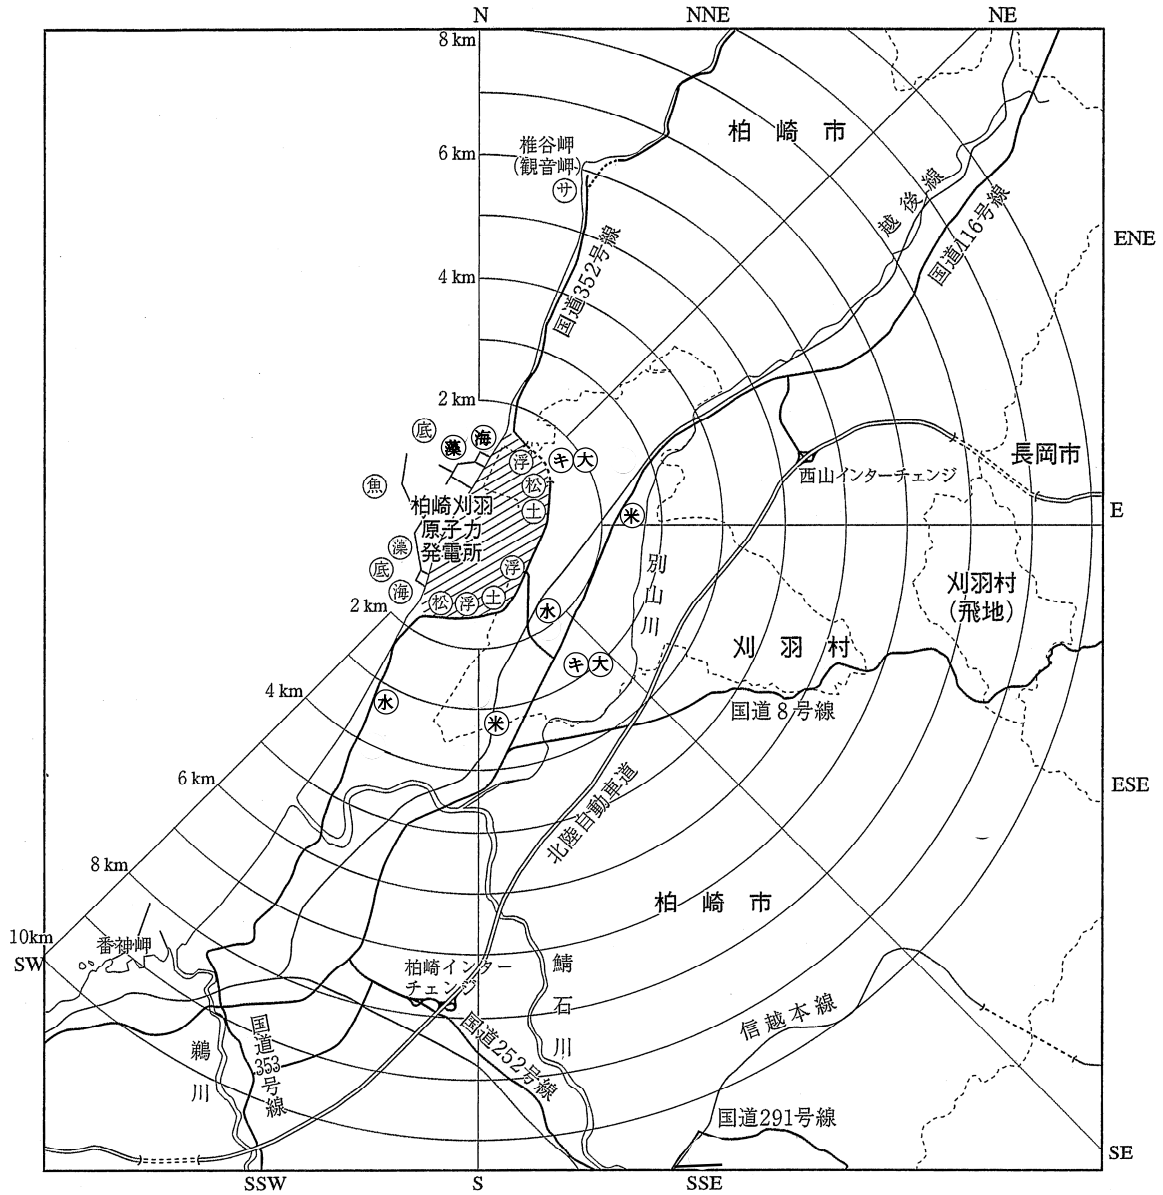 N
NNE
NE
8 km
柏崎市
椎谷岬
(観音岬)
6 km
サ
越後線
国道116号線
ENE
国道352号線
4 km
2 km
底
藻
海
浮
キ
大
長岡市
西山インターチェンジ
魚
松
柏崎刈羽
原子力
発電所
土
米
E
藻
底
海
浮
別山川
刈羽村
(飛地)
2 km
松
浮
土
水
刈羽村
キ
大
4 km
水
米
国道8号線
6 km
北陸自動車道
ESE
8 km
柏崎市
10km
SW
番神岬
柏崎インター
チェンジ
鯖石川
信越本線
国道353号線
鵜川
国道252号線
国道291号線
SE
SSW
S
SSE